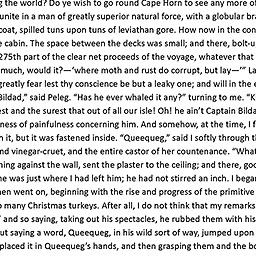 g the world? Do ye wish to go round Cape Horn to see any more of
unite in a man of greatly superior natural force, with a globular bra
coat, spilled tuns upon tuns of leviathan gore. How now in the con
e cabin. The space between the decks was small; and there, bolt-u
275th part of the clear net proceeds of the voyage, whatever that
much, would it?—‘where moth and rust do corrupt, but lay—’” La
greatly fear lest thy conscience be but a leaky one; and will in the e
Bildad,” said Peleg. “Has he ever whaled it any?” turning to me. “K
est and the surest that out of all our isle! Oh! he ain’t Captain Bilda
ness of painful foreboding concerning him. And somehow, at the time, I f
n it, but it was fastened inside. “Queequeg,” said I softly through th
nd vinegar-cruet, and the entire castor of her countenance. “What
ning against the wall, sent the plaster to the ceiling; and there, goo
he was just where I had left him; he had not stirred an inch. I began
hen went on, beginning with the rise and progress of the primitive
o many Christmas turkeys. After all, I do not think that my remarks
’ and so saying, taking out his spectacles, he rubbed them with his
ut saying a word, Queequeg, in his wild sort of way, jumped upon
placed it in Queequeg’s hands, and then grasping them and the bo